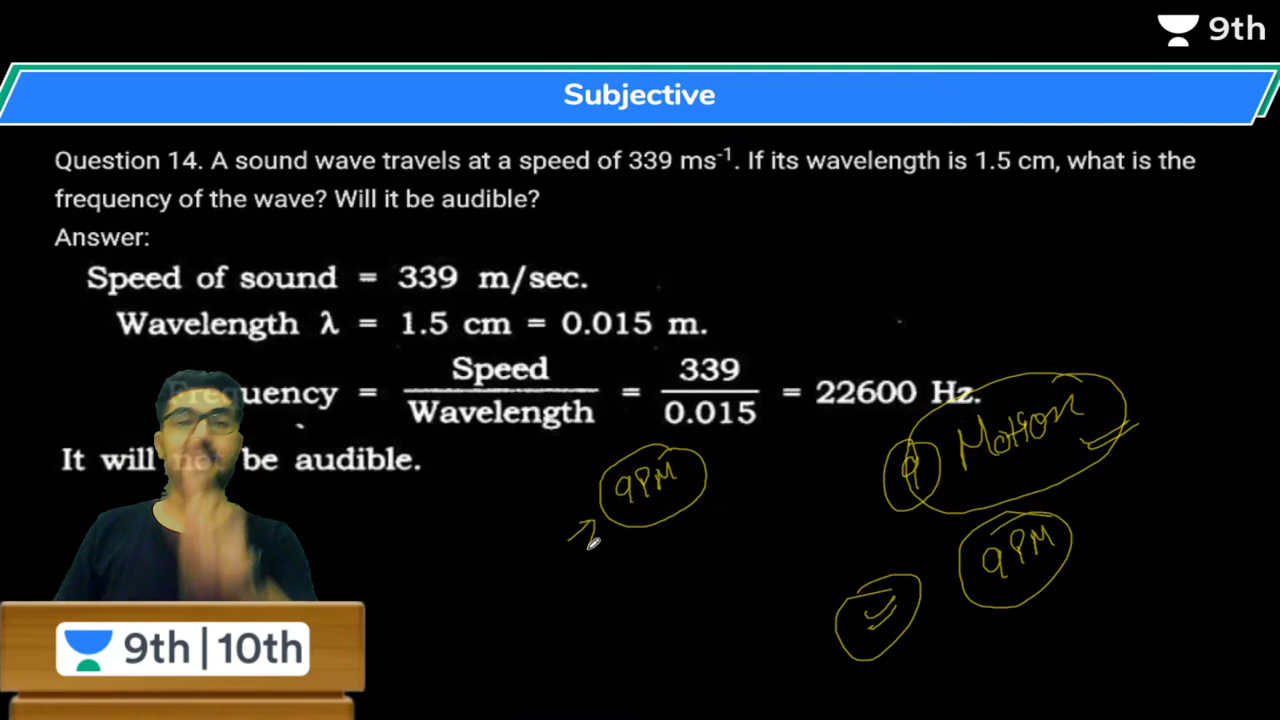 9th
Subjective
Question 14. A sound wave travels at a speed of 339 ms⁻¹. If its wavelength is 1.5 cm, what is the
frequency of the wave? Will it be audible?
Answer:
Speed of sound = 339 m/sec.
Wavelength λ = 1.5 cm = 0.015 m.
Frequency = Speed / Wavelength = 339 / 0.015 = 22600 Hz.
It will not be audible.
9 Motion
9PM
9PM
9th | 10th